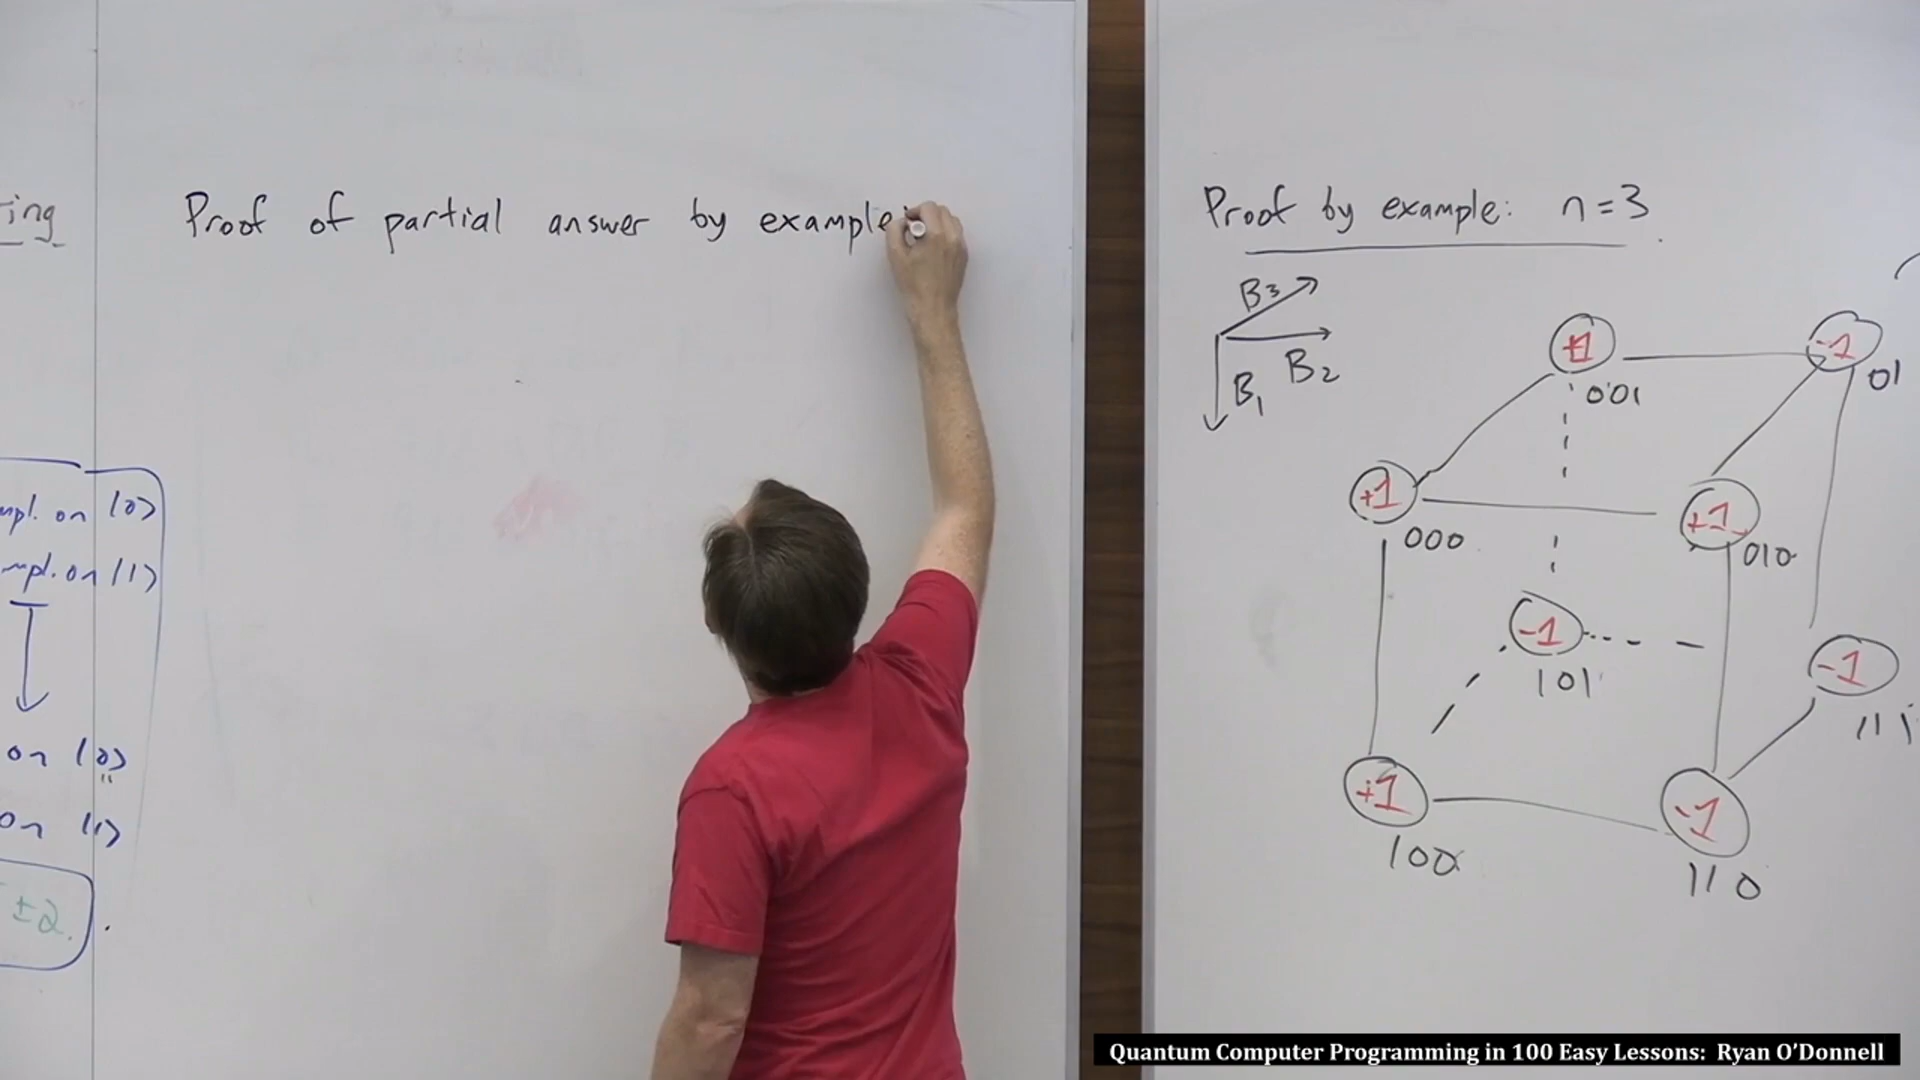 ing
mpl. on |0⟩
mpl. on |1⟩
on |0⟩
on |1⟩
±2.
Proof of partial answer by example:
Proof by example: n=3
B3
B2
B1
+1
-1
001
01
+1
+1
000
010
-1
-1
101
111
+1
-1
100
110
Quantum Computer Programming in 100 Easy Lessons: Ryan O'Donnell